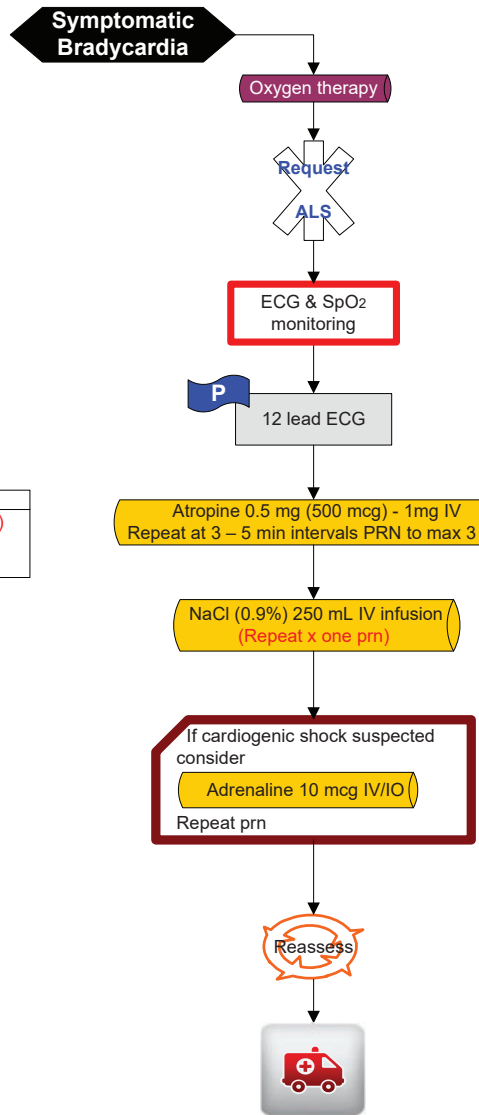 Symptomatic
Bradycardia
Oxygen therapy
Request
ALS
ECG & SpO2
monitoring
P
12 lead ECG
)
Atropine 0.5 mg (500 mcg) - 1mg IV
Repeat at 3 – 5 min intervals PRN to max 3
NaCl (0.9%) 250 mL IV infusion
(Repeat x one prn)
If cardiogenic shock suspected
consider
Adrenaline 10 mcg IV/IO
Repeat prn
Reassess